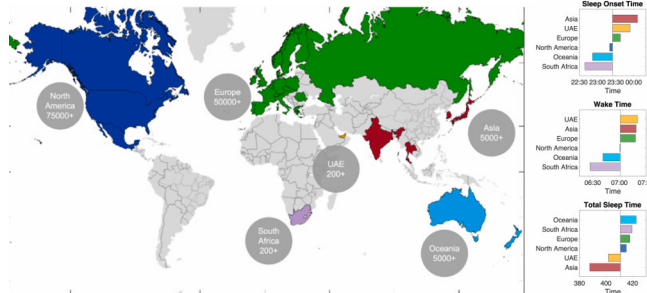 North
America
75000+
Europe
50000+
Asia
5000+
UAE
200+
South
Africa
200+
Oceania
5000+
Sleep Onset Time
Asia
UAE
Europe
North America
Oceania
South Africa
22:30 23:00 23:30 00:00
Time
Wake Time
UAE
Asia
Europe
North America
Oceania
South Africa
06:30 07:00
Time
Total Sleep Time
Oceania
South Africa
Europe
North America
UAE
Asia
380 400 420
Time